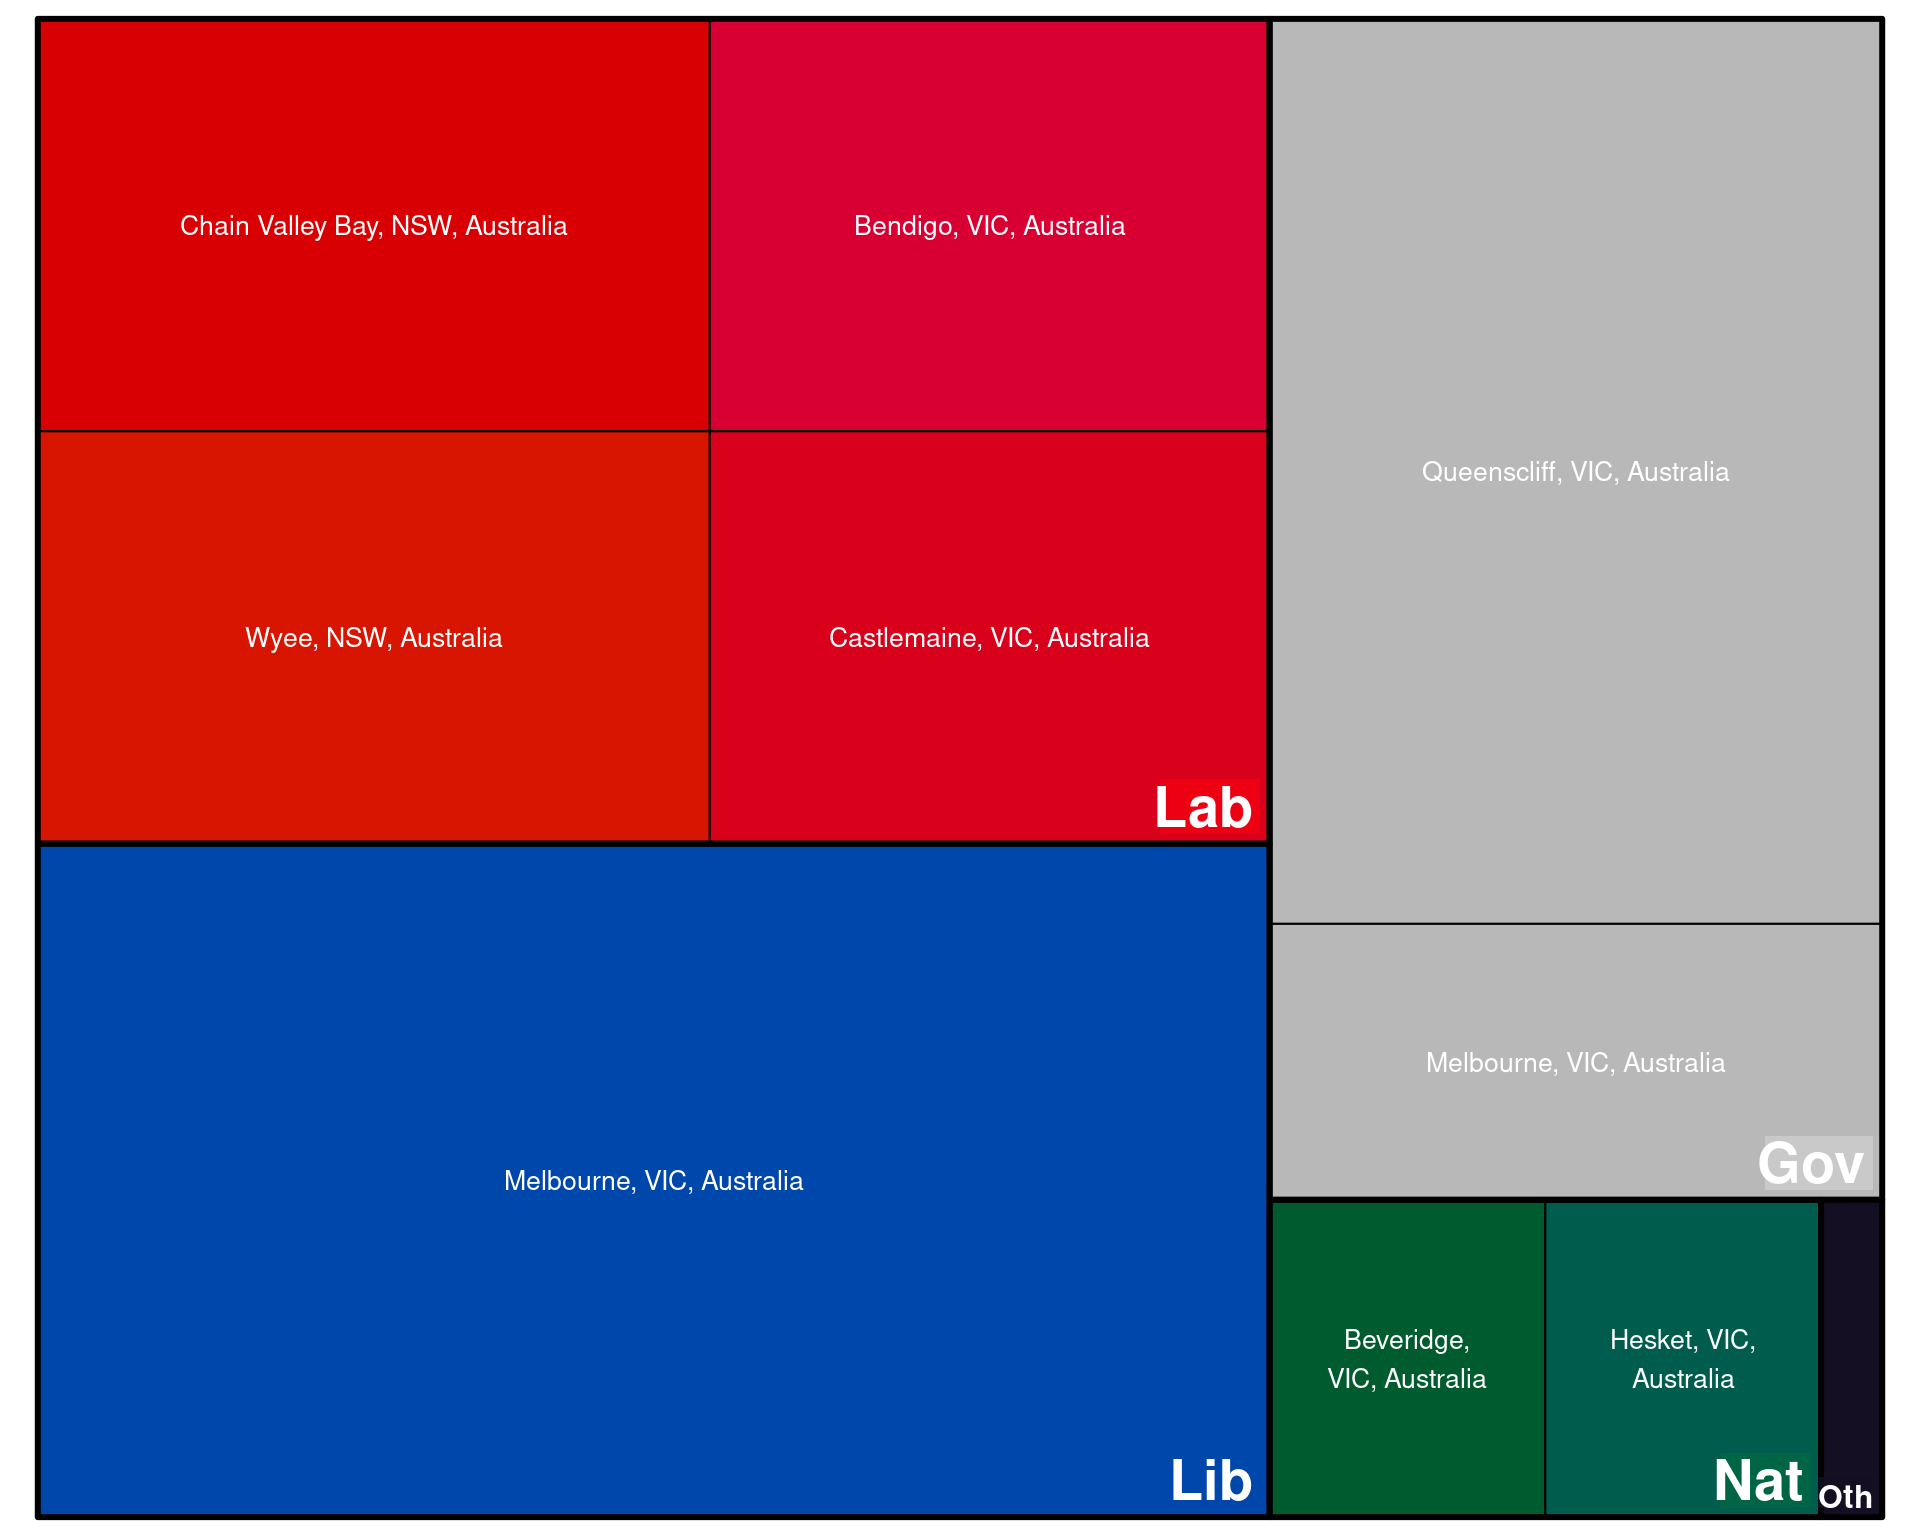 Chain Valley Bay, NSW, Australia
Bendigo, VIC, Australia
Wyee, NSW, Australia
Castlemaine, VIC, Australia
Lab
Melbourne, VIC, Australia
Lib
Queenscliff, VIC, Australia
Melbourne, VIC, Australia
Gov
Beveridge,
VIC, Australia
Hesket, VIC,
Australia
Nat
Oth